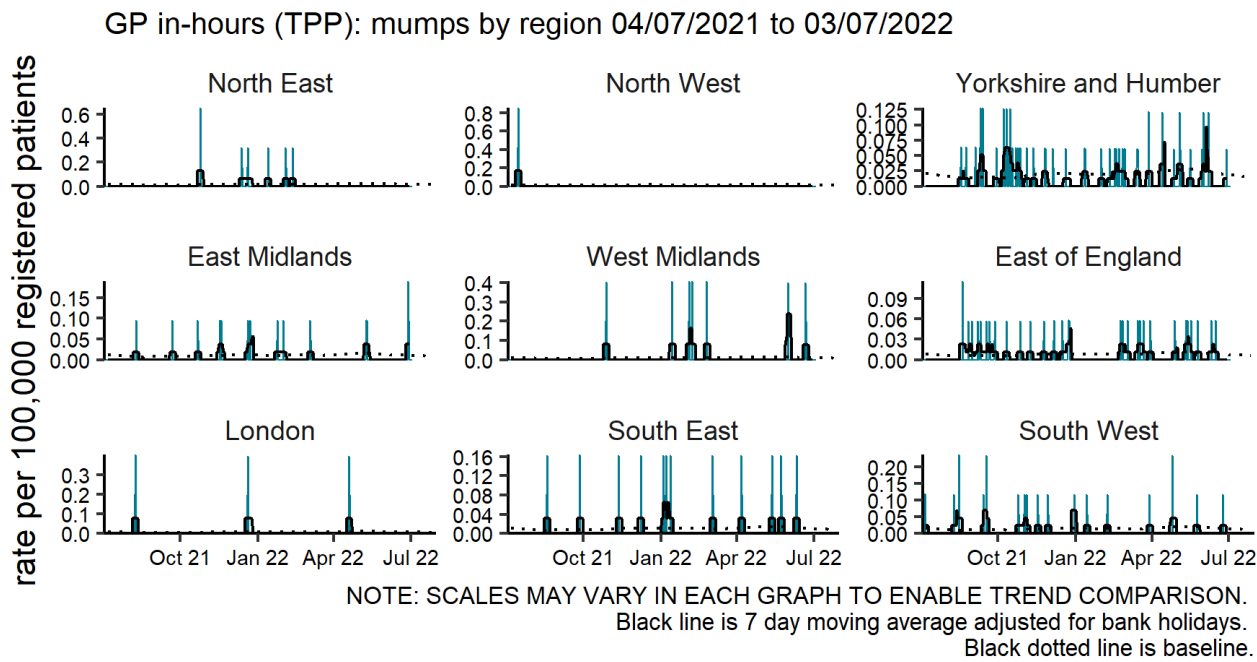 GP in-hours (TPP): mumps by region 04/07/2021 to 03/07/2022
rate per 100,000 registered patients
North East
0.6
0.4
0.2
0.0
North West
0.8
0.6
0.4
0.2
0.0
Yorkshire and Humber
0.125
0.100
0.075
0.050
0.025
0.000
East Midlands
0.15
0.10
0.05
0.00
West Midlands
0.4
0.3
0.2
0.1
0.0
East of England
0.09
0.06
0.03
0.00
London
0.3
0.2
0.1
0.0
Oct 21 Jan 22 Apr 22 Jul 22
South East
0.16
0.12
0.08
0.04
0.00
Oct 21 Jan 22 Apr 22 Jul 22
South West
0.20
0.15
0.10
0.05
0.00
Oct 21 Jan 22 Apr 22 Jul 22
NOTE: SCALES MAY VARY IN EACH GRAPH TO ENABLE TREND COMPARISON.
Black line is 7 day moving average adjusted for bank holidays.
Black dotted line is baseline.